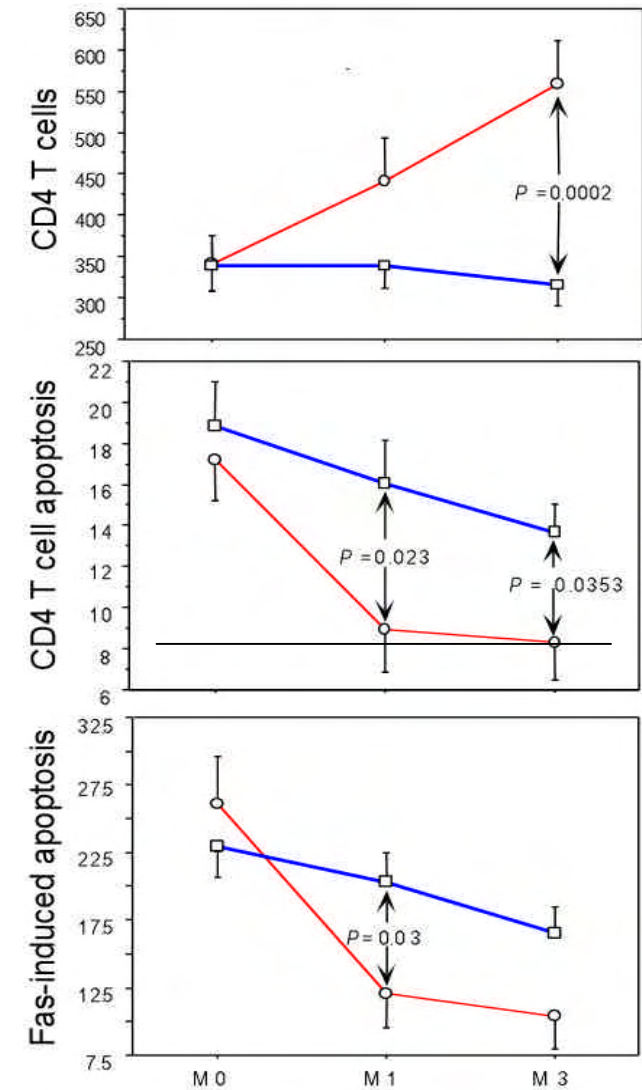 CD4 T cells
650
600
550
500
450
400
350
300
250
P =0.0002
CD4 T cell apoptosis
22
20
18
16
14
12
10
8
6
P =0.023
P = 0.0353
Fas-induced apoptosis
32.5
27.5
22.5
17.5
12.5
7.5
P=0.03
M 0
M 1
M 3